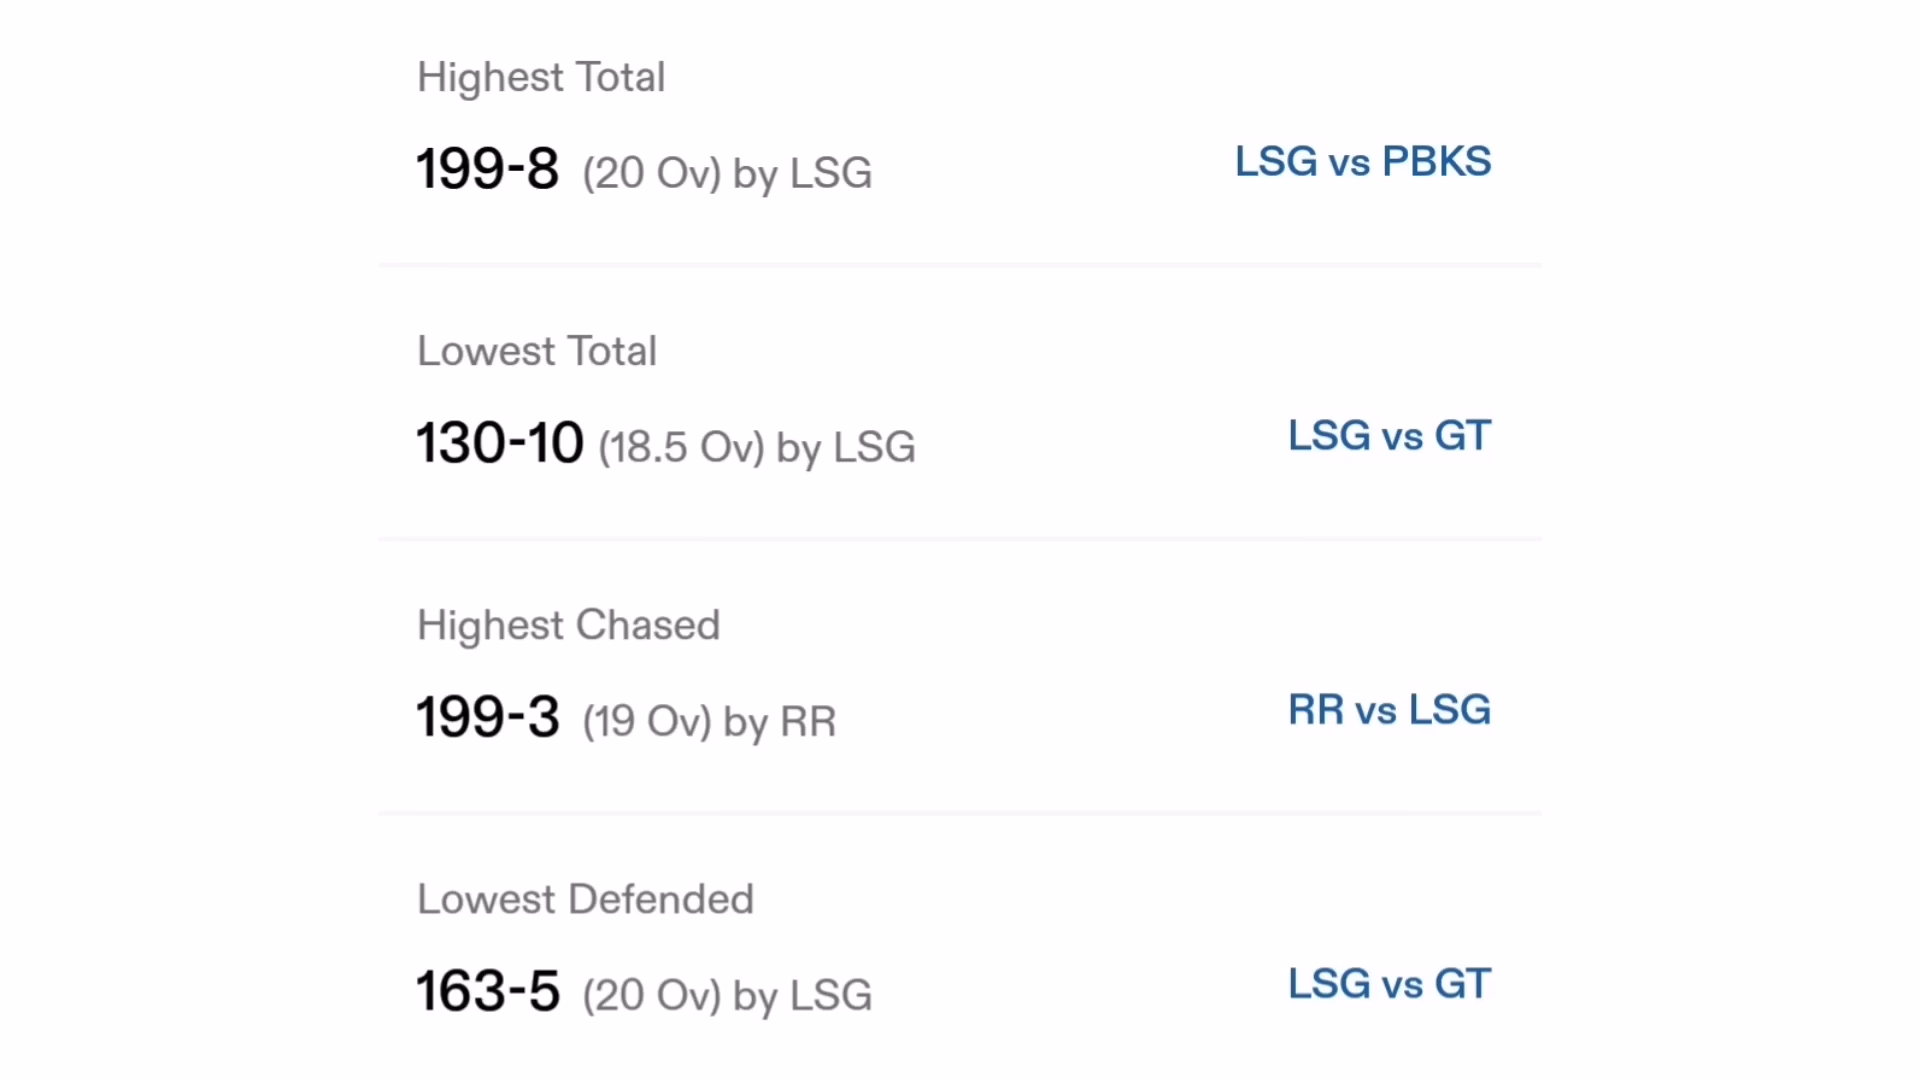 Highest Total
199-8 (20 Ov) by LSG LSG vs PBKS
Lowest Total
130-10 (18.5 Ov) by LSG LSG vs GT
Highest Chased
199-3 (19 Ov) by RR RR vs LSG
Lowest Defended
163-5 (20 Ov) by LSG LSG vs GT